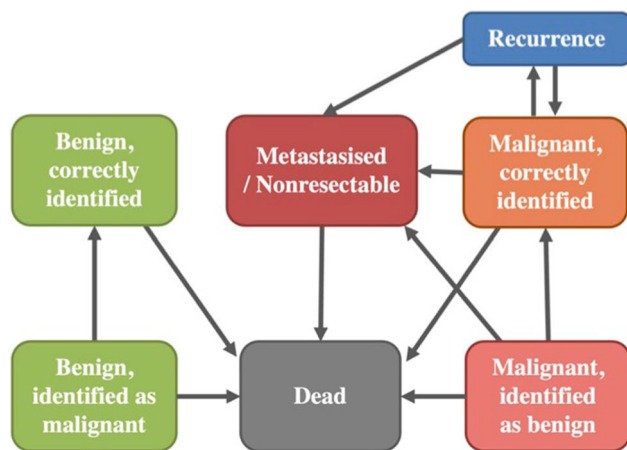 Recurrence
Benign,
correctly
identified
Metastasised
/ Nonresectable
Malignant,
correctly
identified
Benign,
identified as
malignant
Dead
Malignant,
identified
as benign